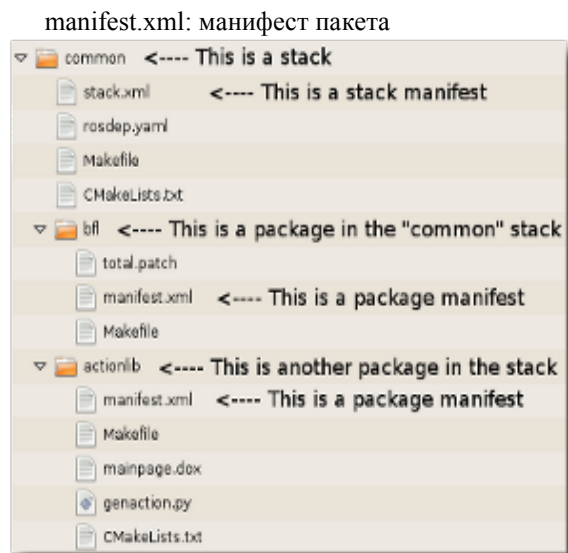 manifest.xml: манифест пакета
common <---- This is a stack
stack.xml <---- This is a stack manifest
rosdep.yaml
Makefile
CMakeLists.txt
bfl <---- This is a package in the "common" stack
total.patch
manifest.xml <---- This is a package manifest
Makefile
actionlib <---- This is another package in the stack
manifest.xml <---- This is a package manifest
Makefile
mainpage.dox
genaction.py
CMakeLists.txt